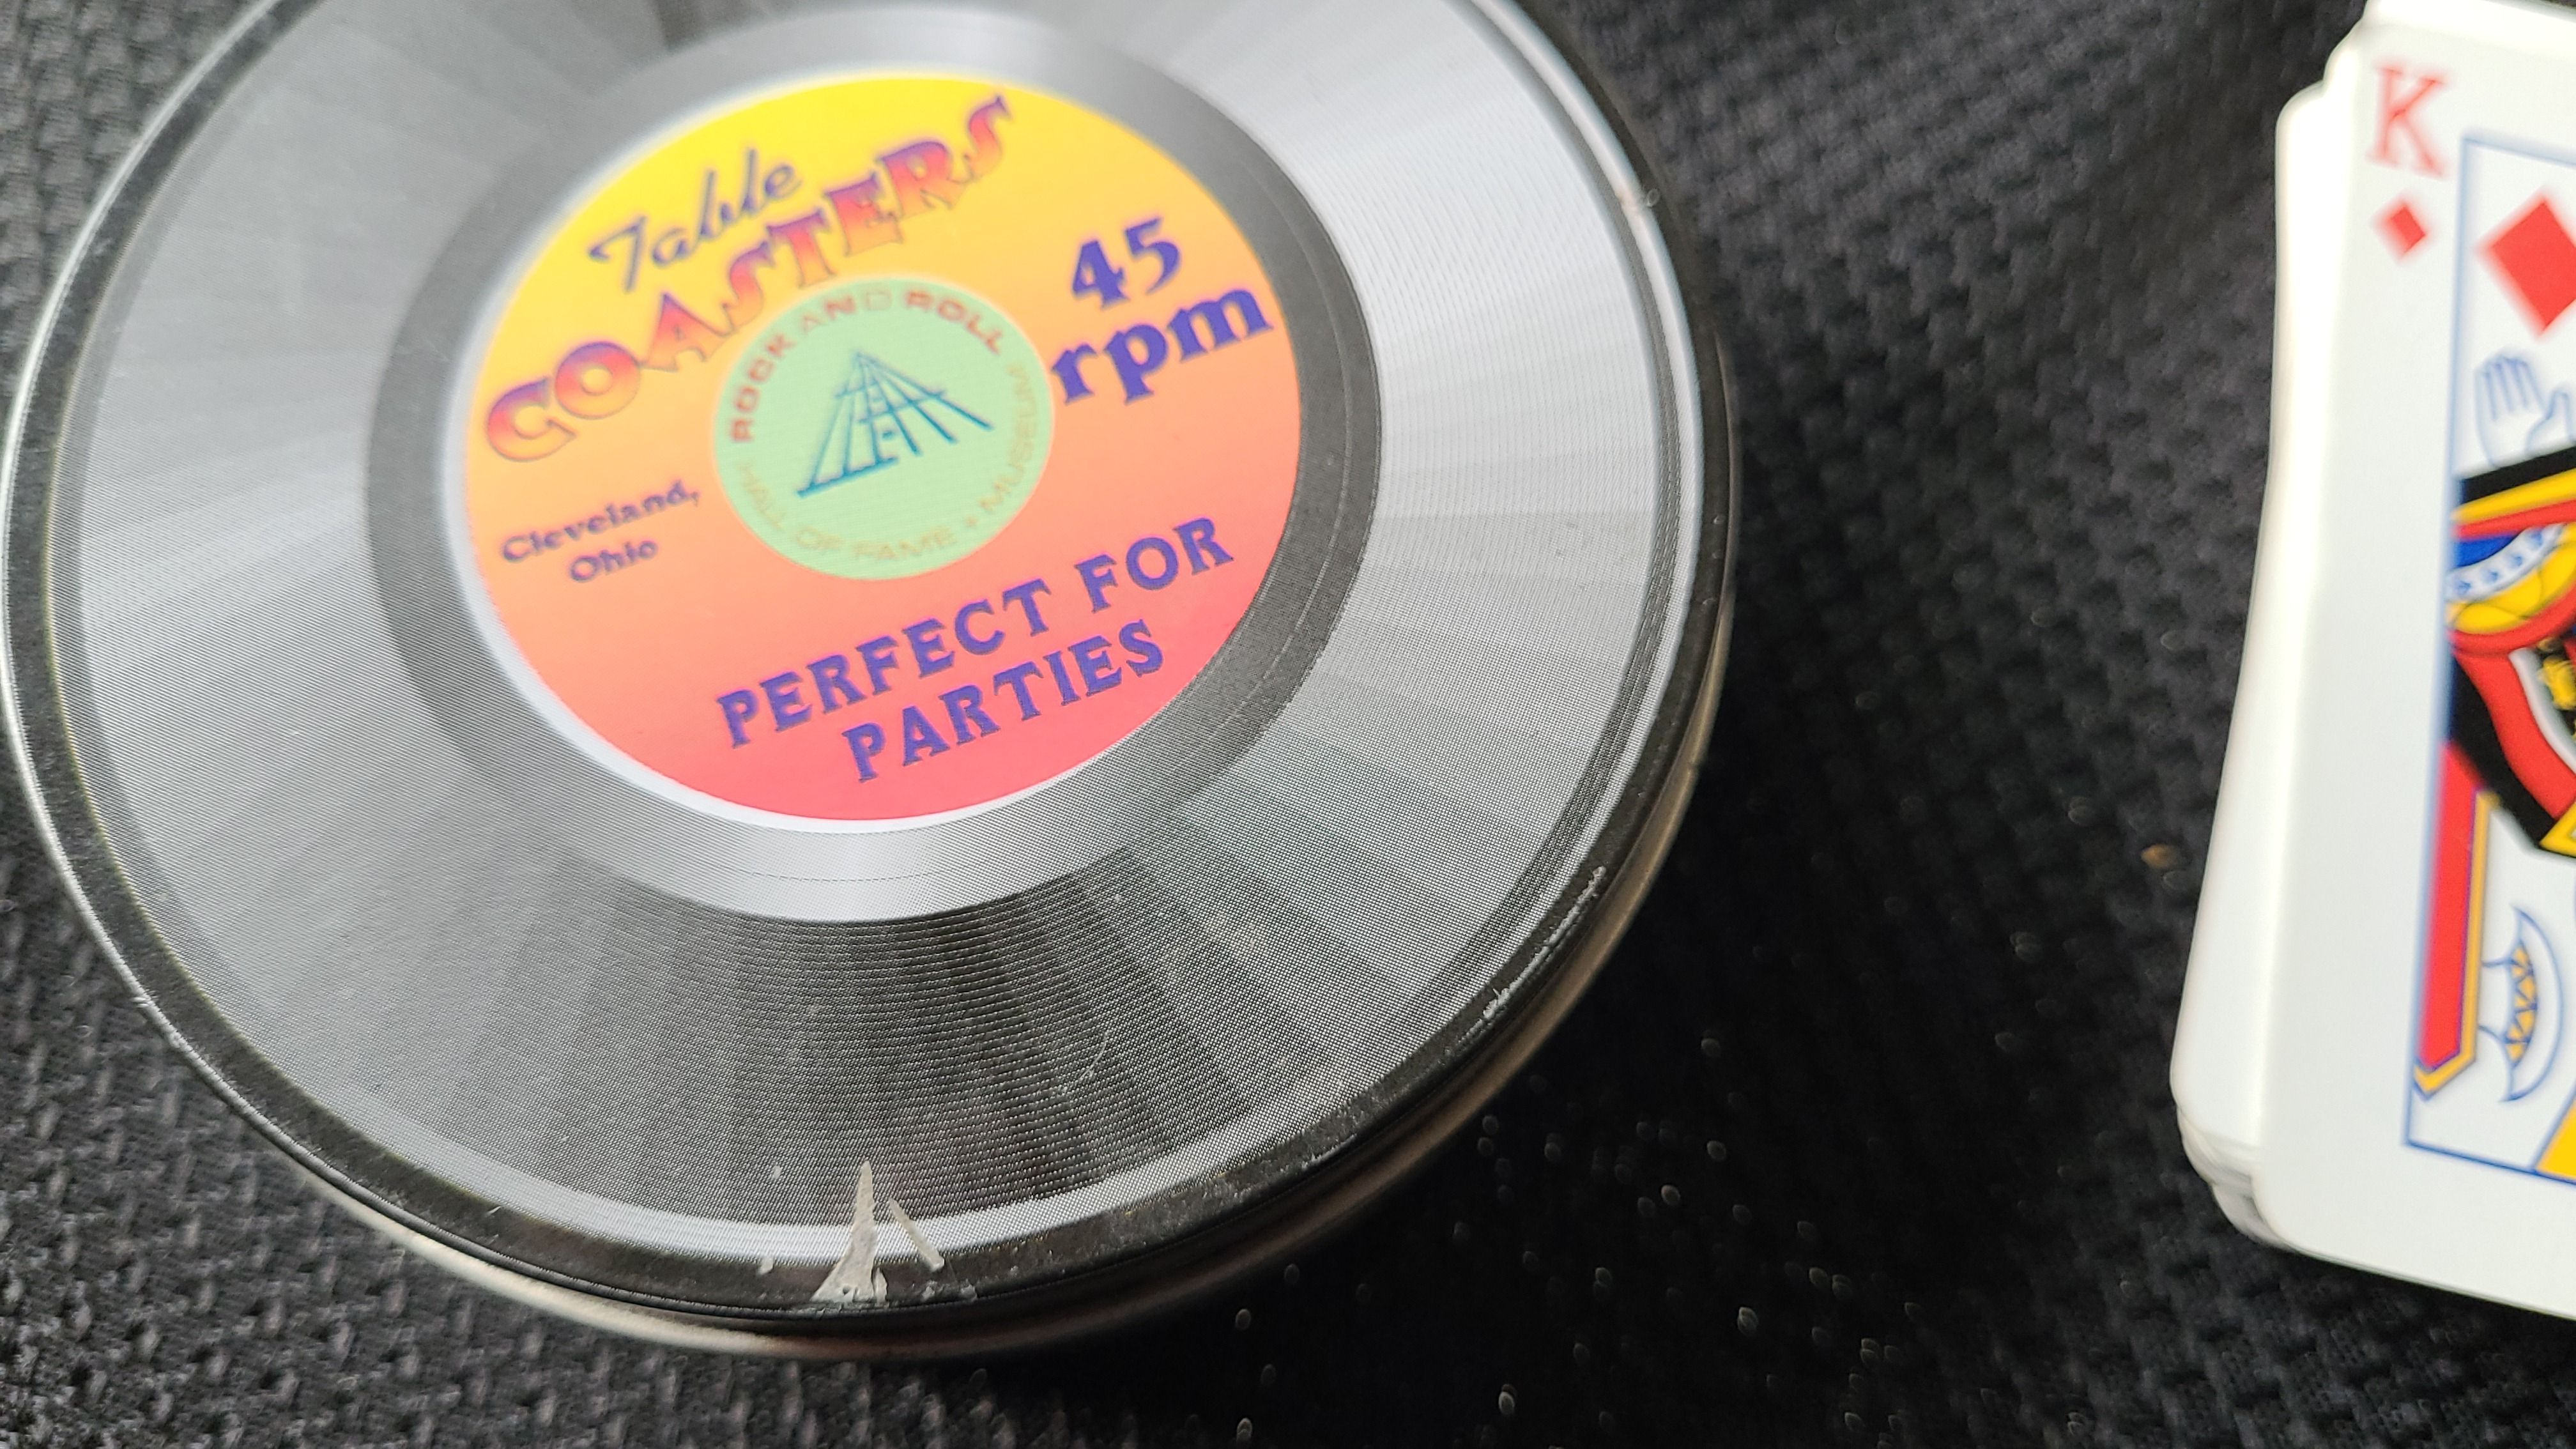 Table
COASTERS
45
rpm
ROCK AND ROLL
HALL OF FAME + MUSEUM
Cleveland,
Ohio
PERFECT FOR
PARTIES
K